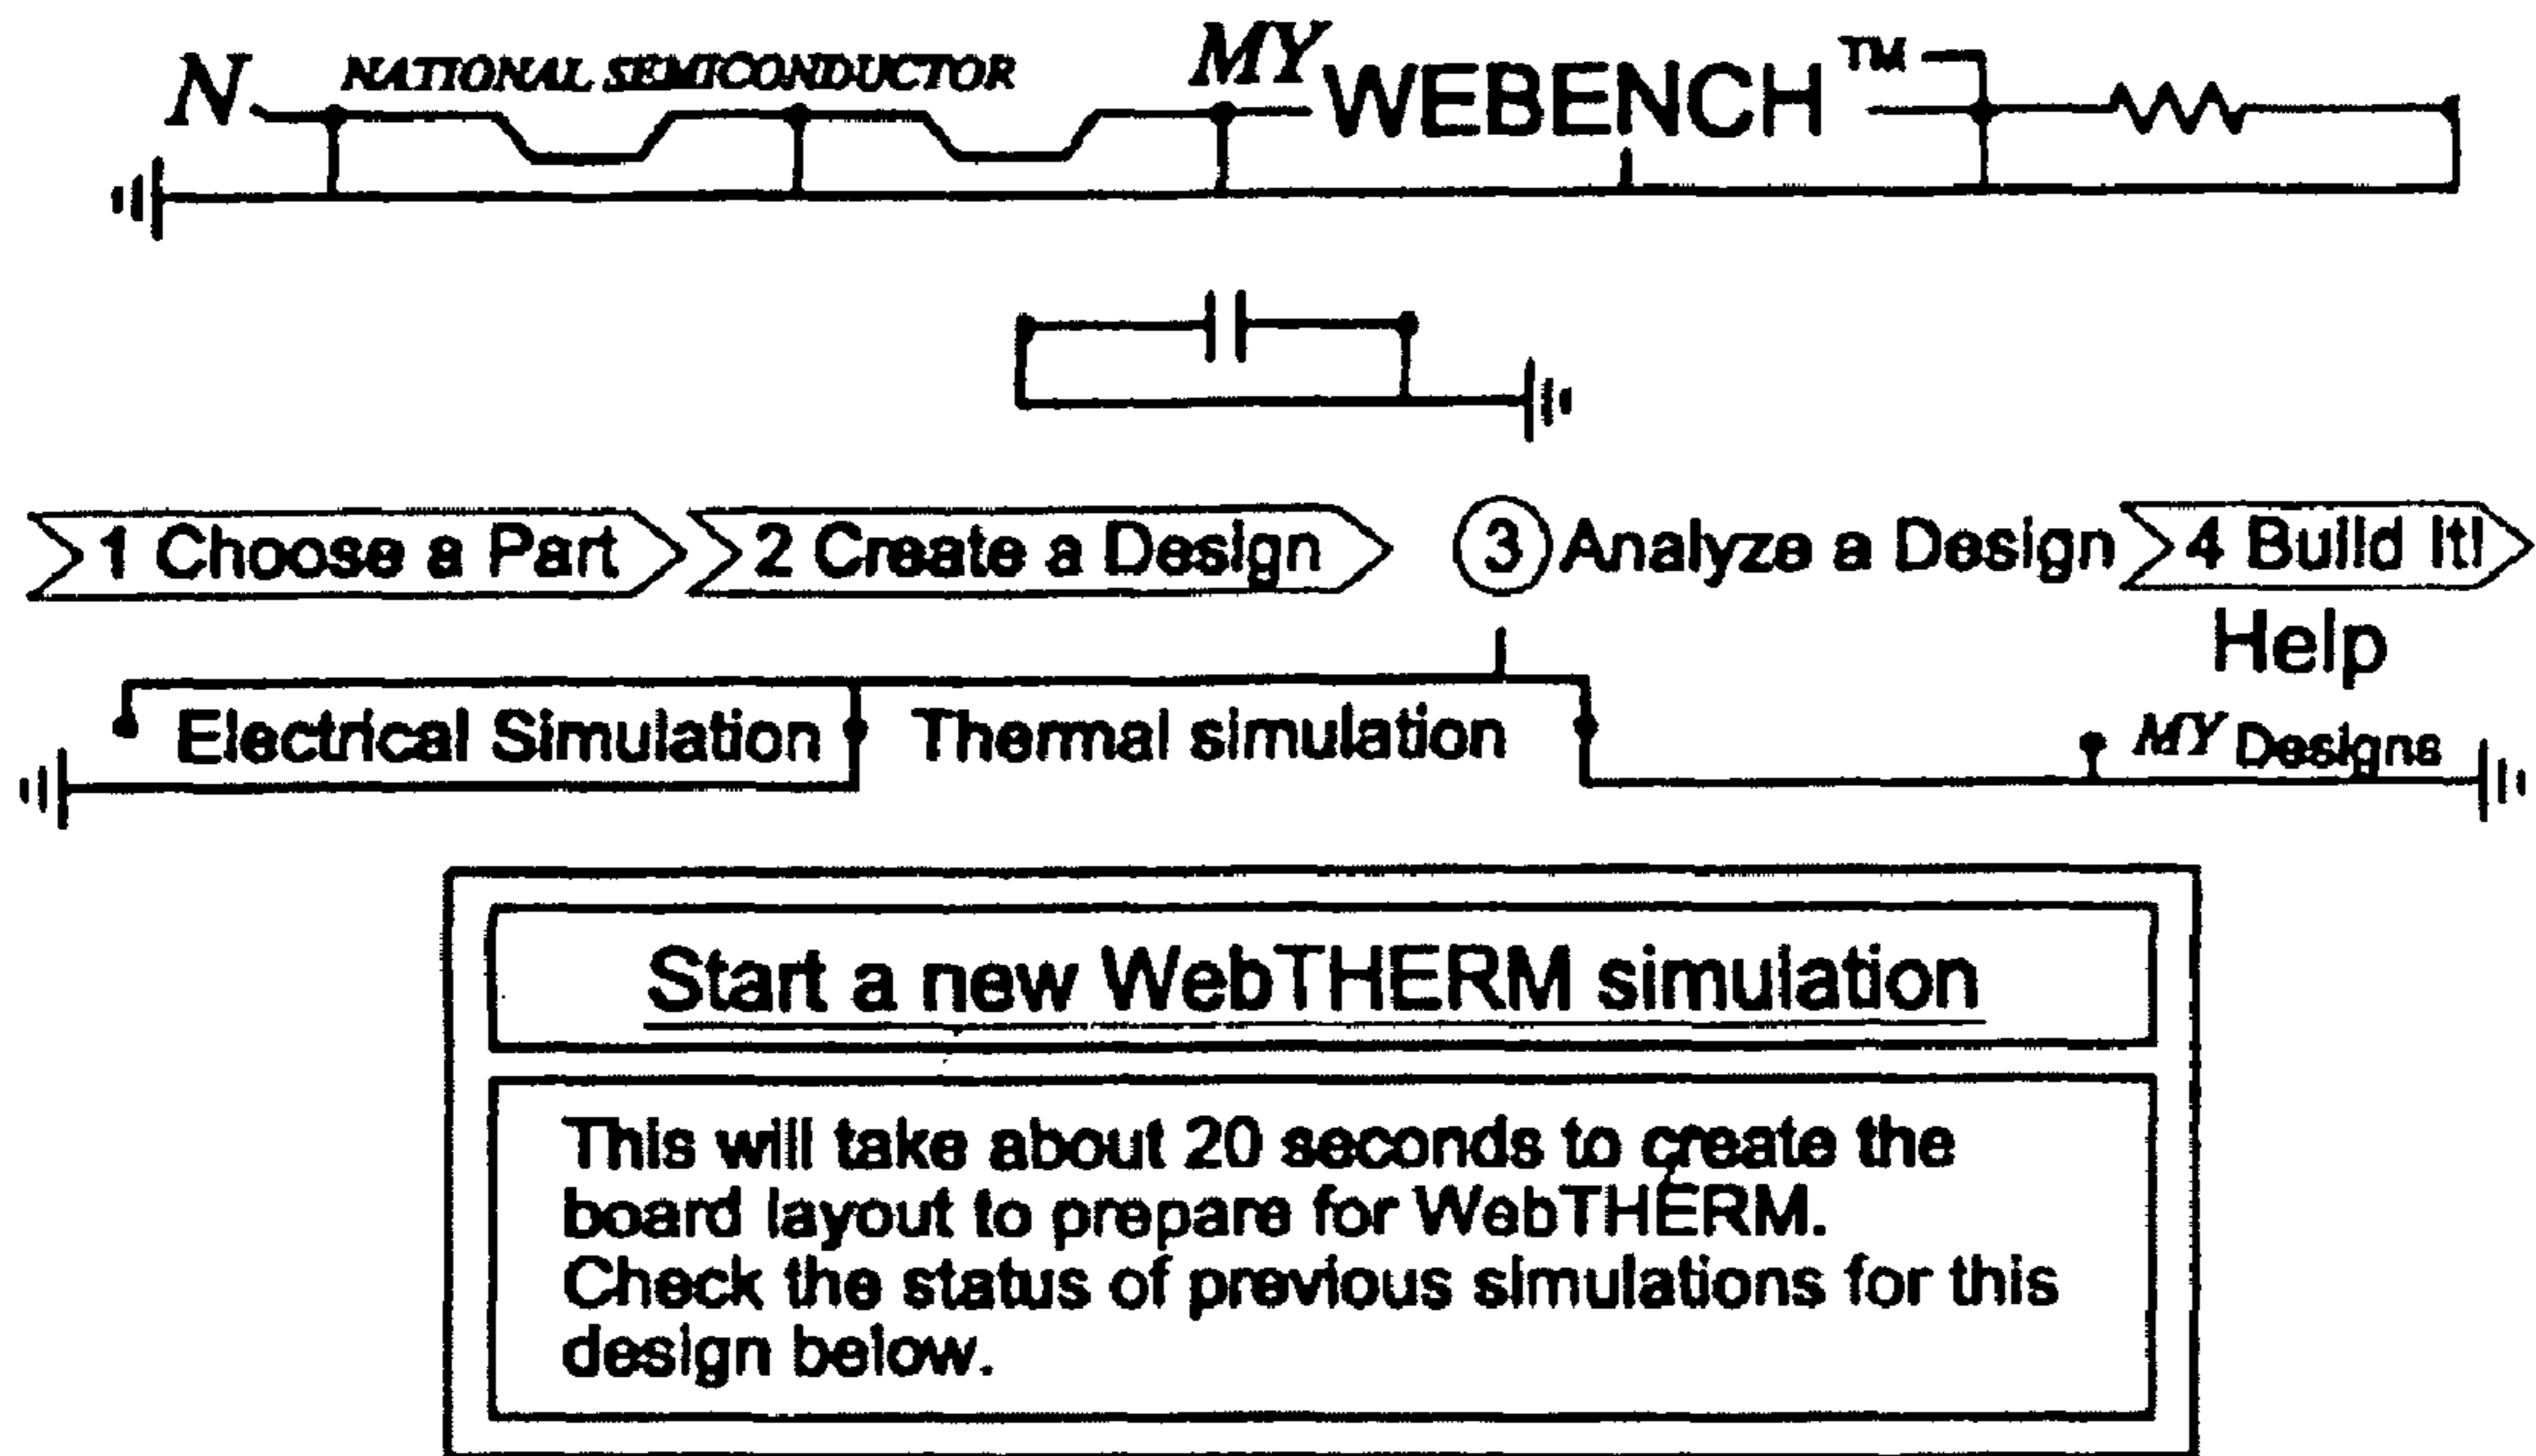 N NATIONAL SEMICONDUCTOR MY WEBENCH™
1 Choose a Part 2 Create a Design 3 Analyze a Design 4 Build It!
Help
Electrical Simulation Thermal simulation MY Designs
Start a new WebTHERM simulation
This will take about 20 seconds to create the
board layout to prepare for WebTHERM.
Check the status of previous simulations for this
design below.